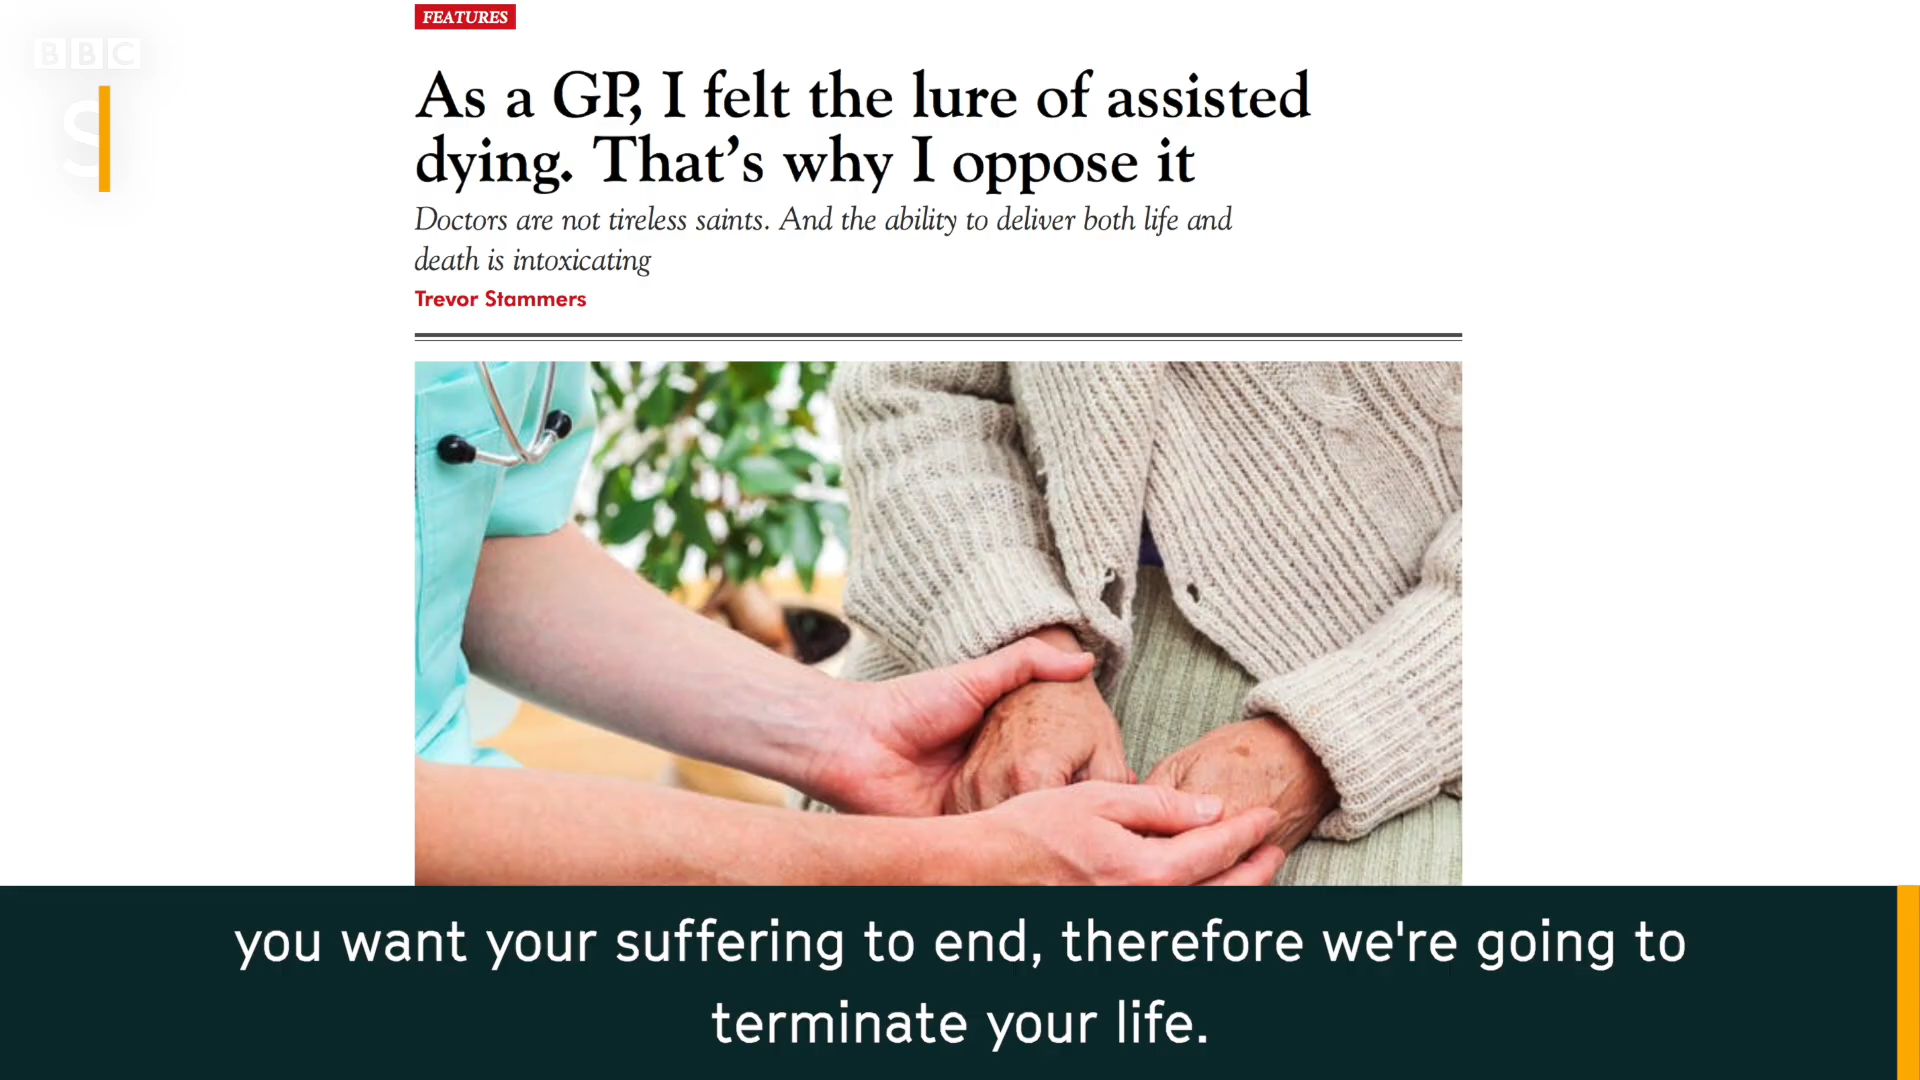 FEATURES
BBC
S
As a GP, I felt the lure of assisted
dying. That's why I oppose it
Doctors are not tireless saints. And the ability to deliver both life and
death is intoxicating
Trevor Stammers
you want your suffering to end, therefore we're going to
terminate your life.